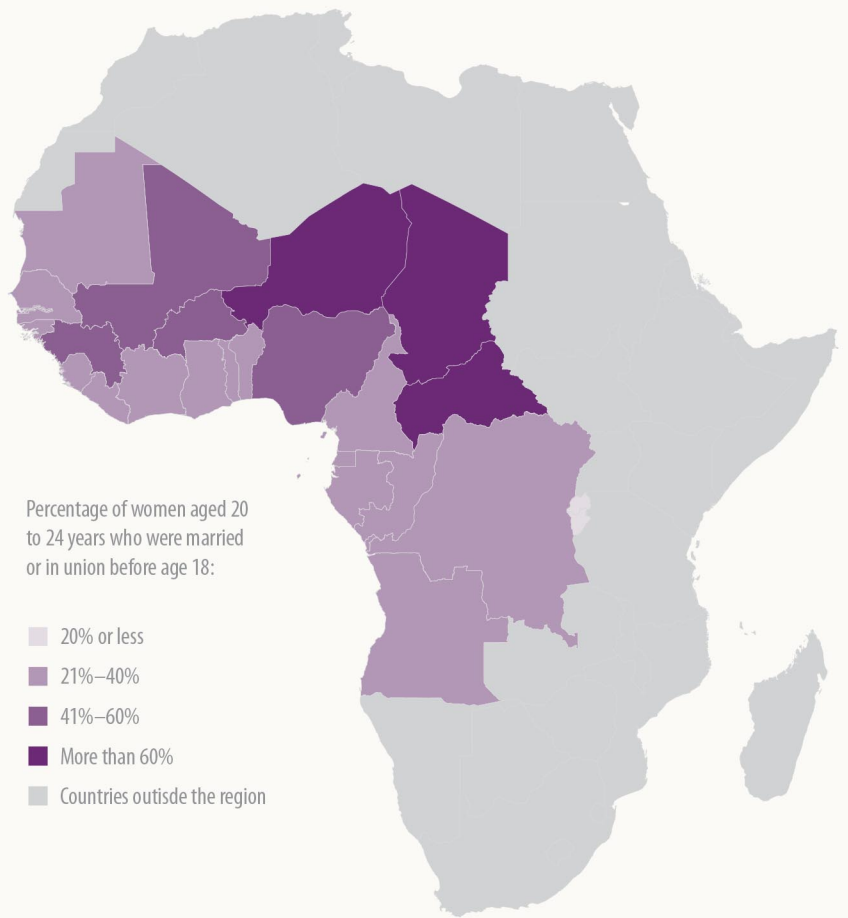 Percentage of women aged 20
to 24 years who were married
or in union before age 18:
20% or less
21%–40%
41%–60%
More than 60%
Countries outisde the region